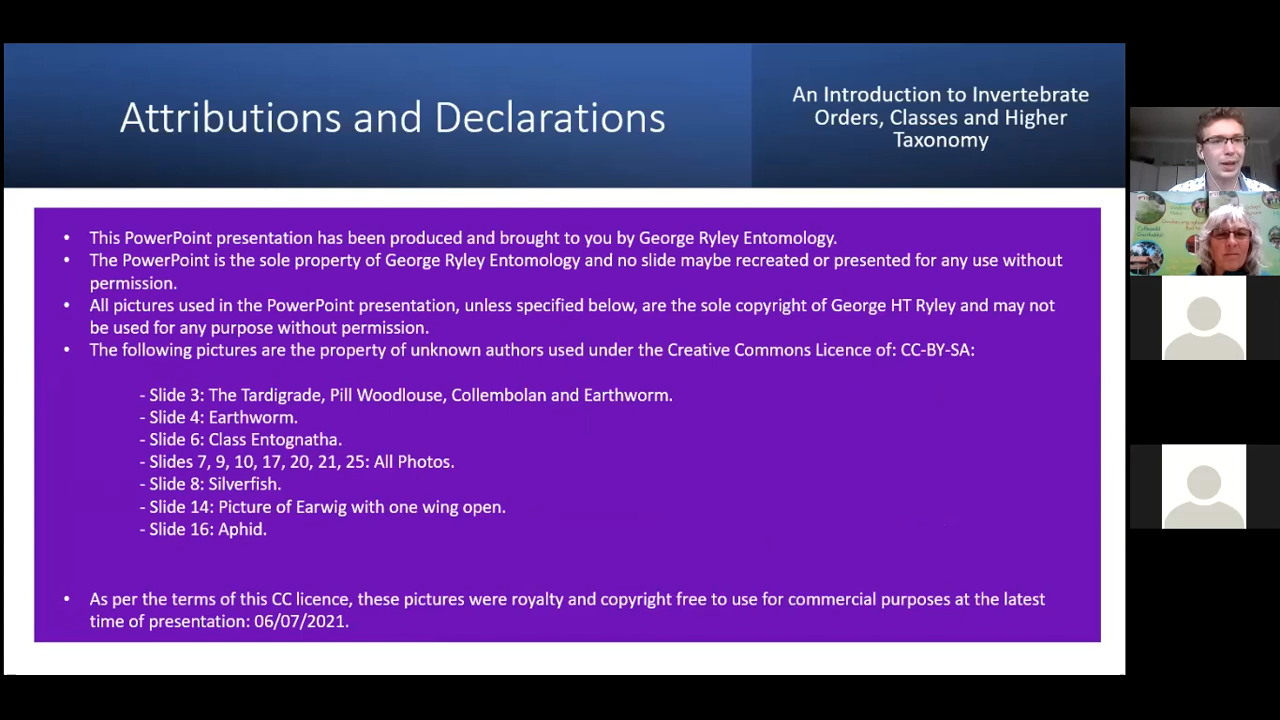 Attributions and Declarations
An Introduction to Invertebrate
Orders, Classes and Higher
Taxonomy
• This PowerPoint presentation has been produced and brought to you by George Ryley Entomology.
• The PowerPoint is the sole property of George Ryley Entomology and no slide maybe recreated or presented for any use without
permission.
• All pictures used in the PowerPoint presentation, unless specified below, are the sole copyright of George HT Ryley and may not
be used for any purpose without permission.
• The following pictures are the property of unknown authors used under the Creative Commons Licence of: CC-BY-SA:
- Slide 3: The Tardigrade, Pill Woodlouse, Collembolan and Earthworm.
- Slide 4: Earthworm.
- Slide 6: Class Entognatha.
- Slides 7, 9, 10, 17, 20, 21, 25: All Photos.
- Slide 8: Silverfish.
- Slide 14: Picture of Earwig with one wing open.
- Slide 16: Aphid.
• As per the terms of this CC licence, these pictures were royalty and copyright free to use for commercial purposes at the latest
time of presentation: 06/07/2021.